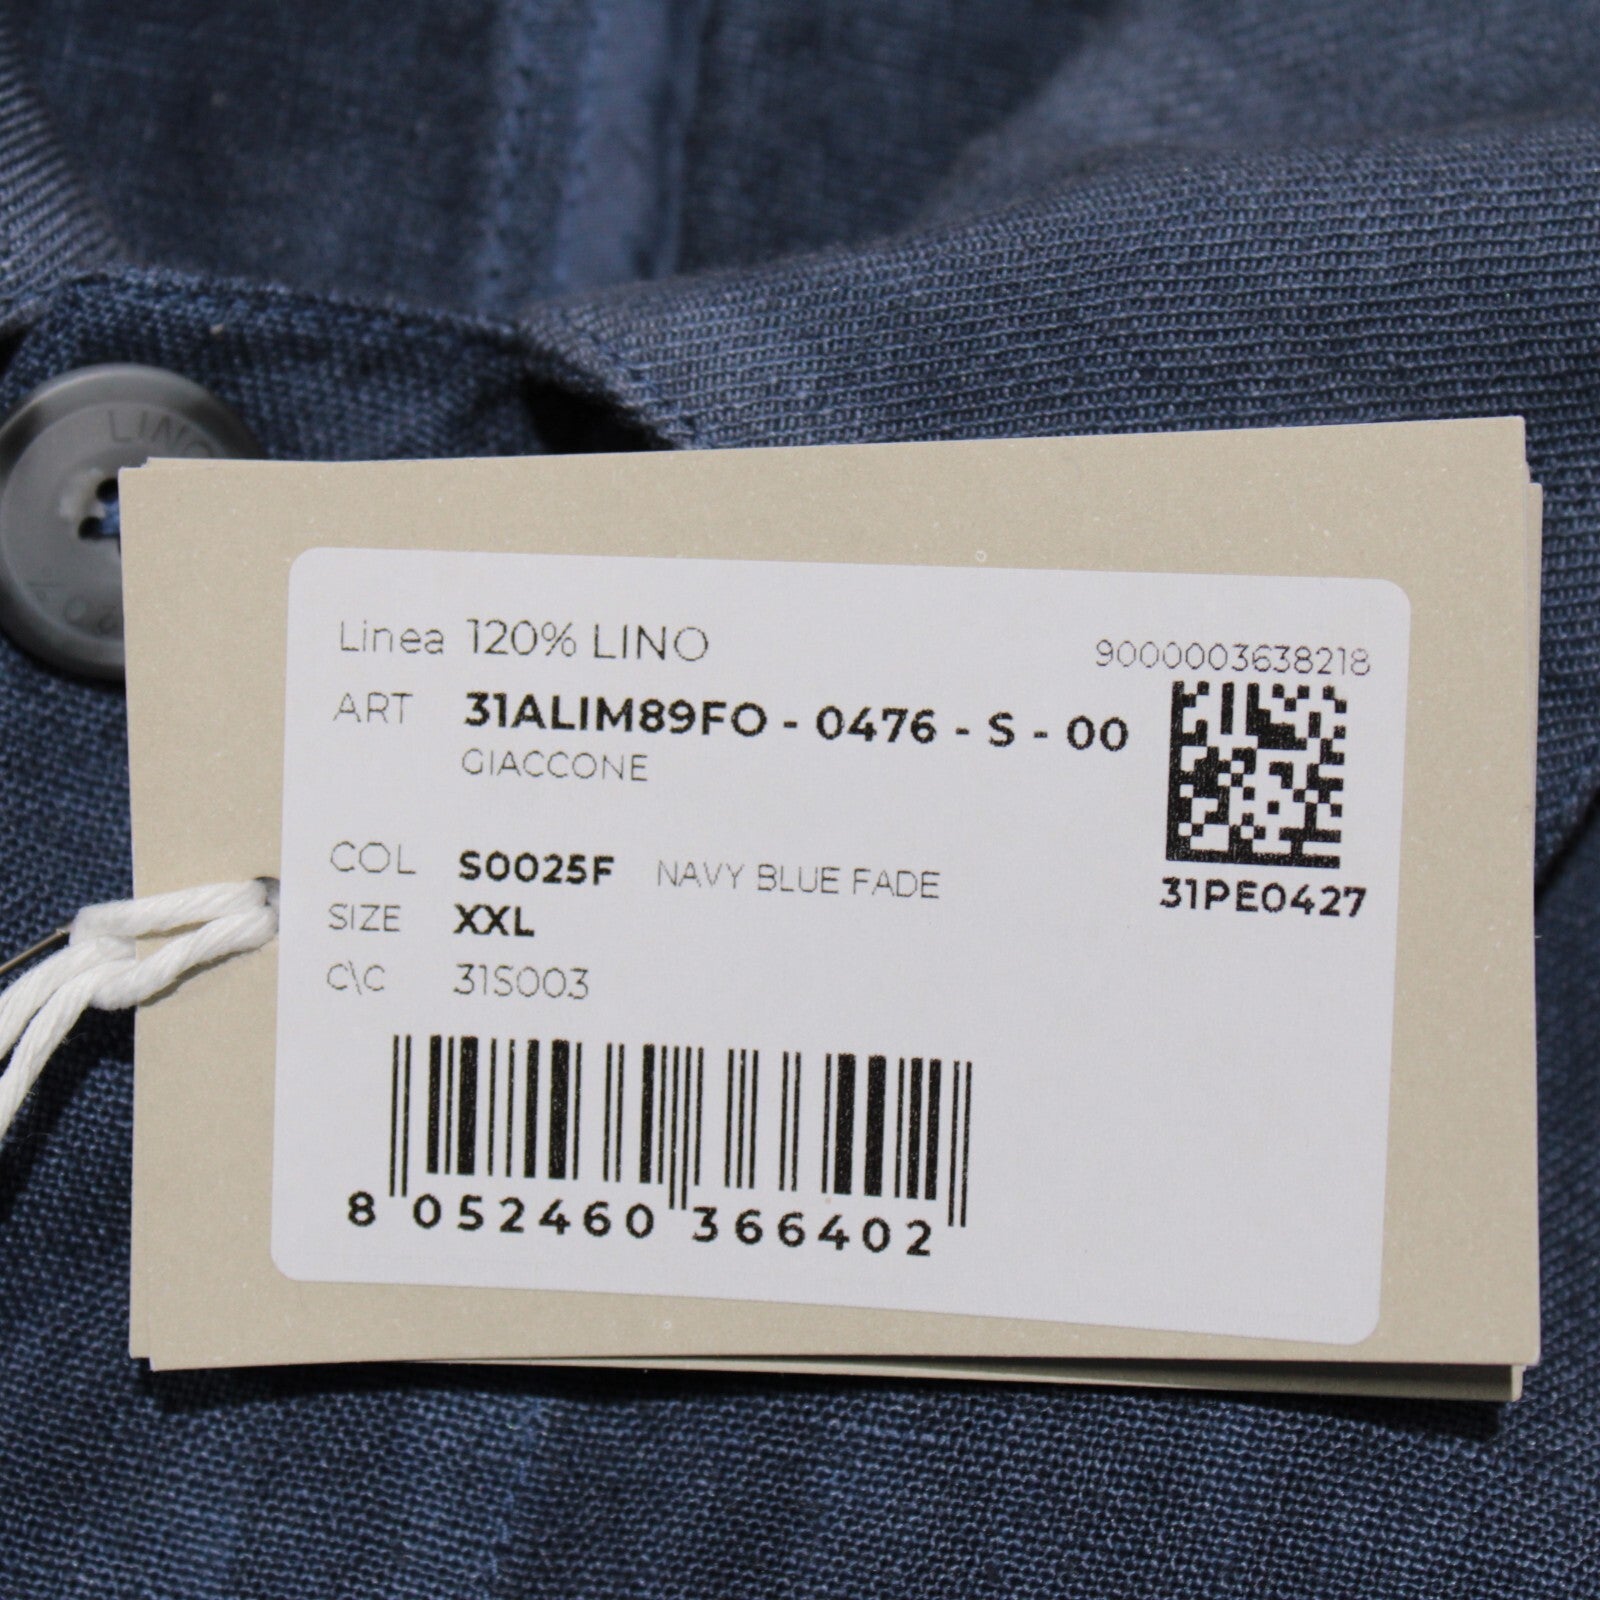 LINO
Linea 120% LINO
9000003638218
ART 31ALIM89FO - 0476 - S - 00
GIACCONE
COL S0025F NAVY BLUE FADE
31PE0427
SIZE XXL
C\C 31S003
8 052460 366402